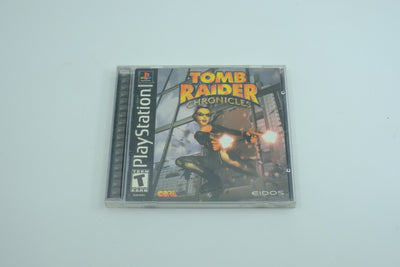 TOMB
RAIDER
CHRONICLES
PlayStation
TEEN
T
CORE
EIDOS